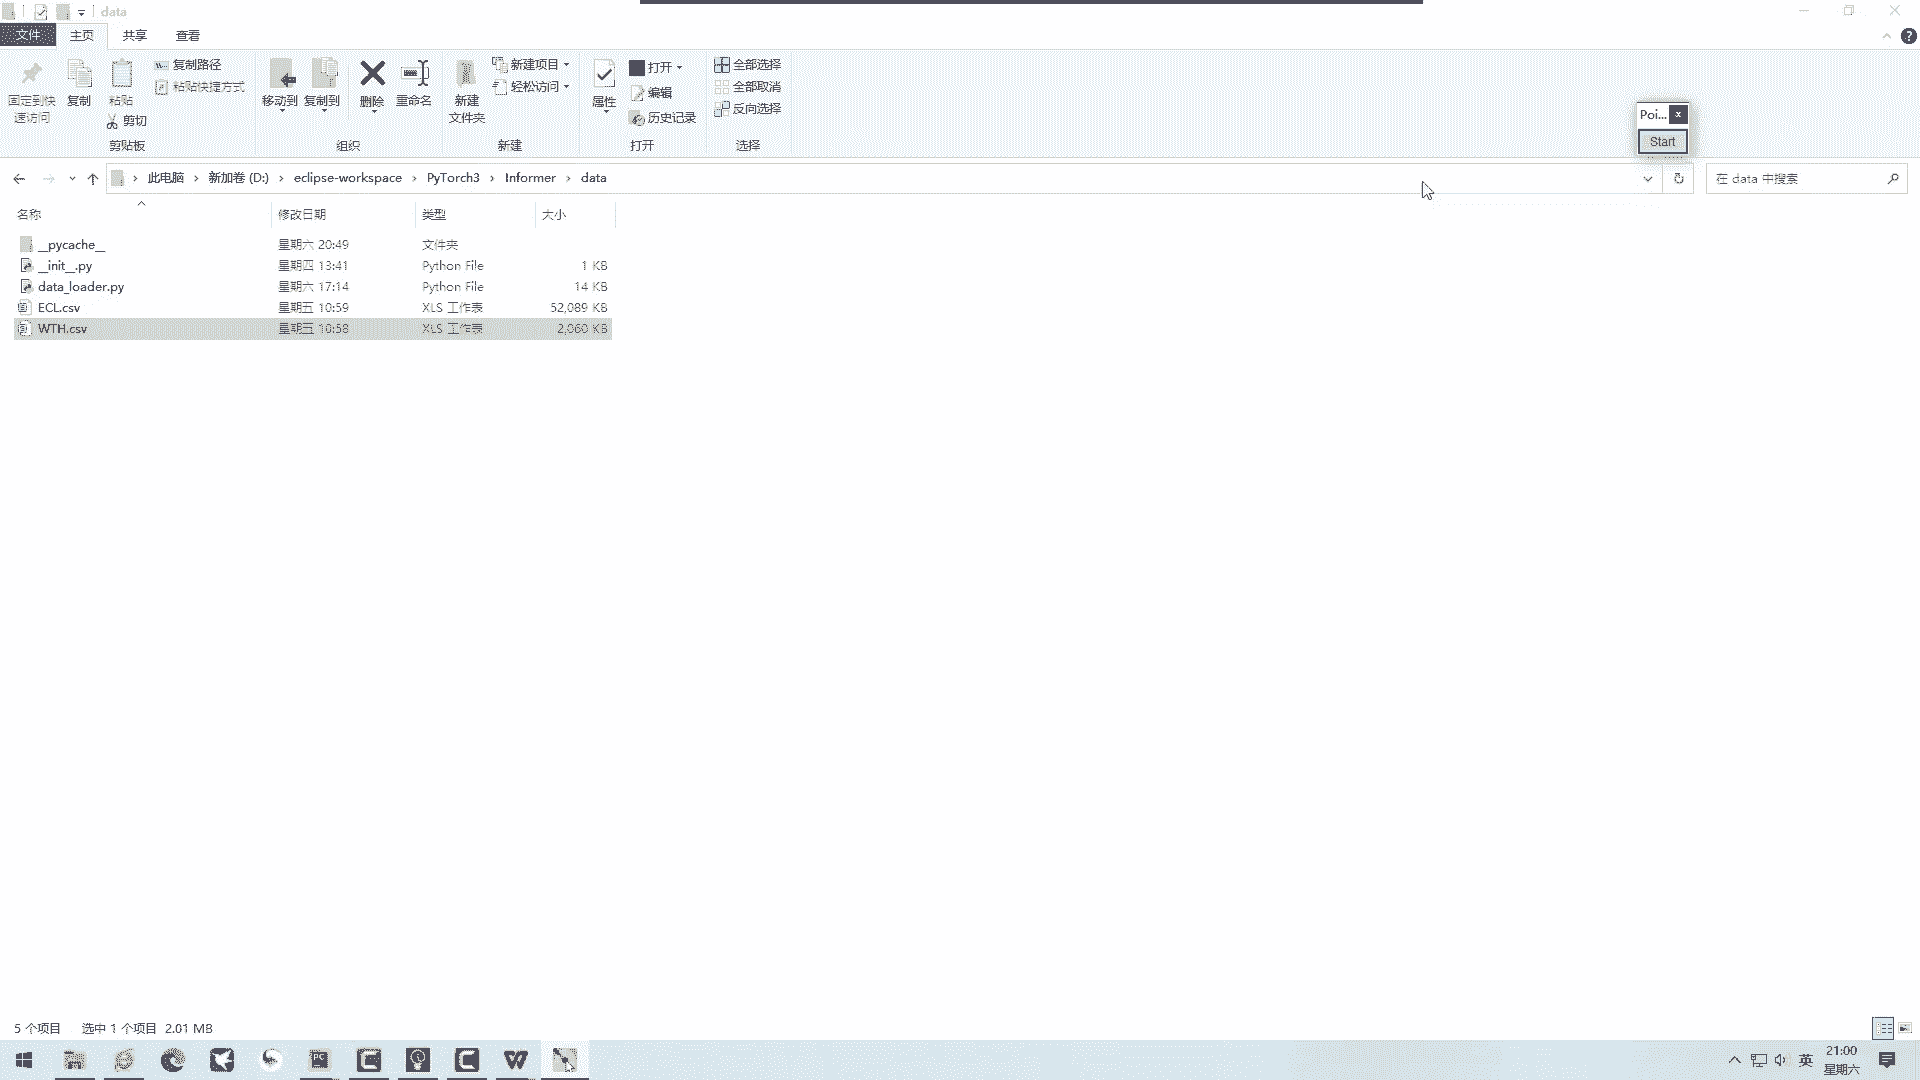 data
文件 主页 共享 查看
固定到快速访问 复制 粘贴 复制路径 粘贴快捷方式 剪切 移动到 复制到 删除 重命名 新建文件夹 新建项目 轻松访问 属性 打开 编辑 历史记录 全部选择 全部取消 反向选择
剪贴板 组织 新建 打开 选择
Poi... x
Start
此电脑 › 新加卷 (D:) › eclipse-workspace › PyTorch3 › Informer › data
在 data 中搜索
名称 修改日期 类型 大小
__pycache__ 星期六 20:49 文件夹
__init__.py 星期四 13:41 Python File 1 KB
data_loader.py 星期六 17:14 Python File 14 KB
ECL.csv 星期五 10:59 XLS 工作表 52,089 KB
WTH.csv 星期五 10:58 XLS 工作表 2,060 KB
5 个项目 选中 1 个项目 2.01 MB
PC
英
21:00
星期六